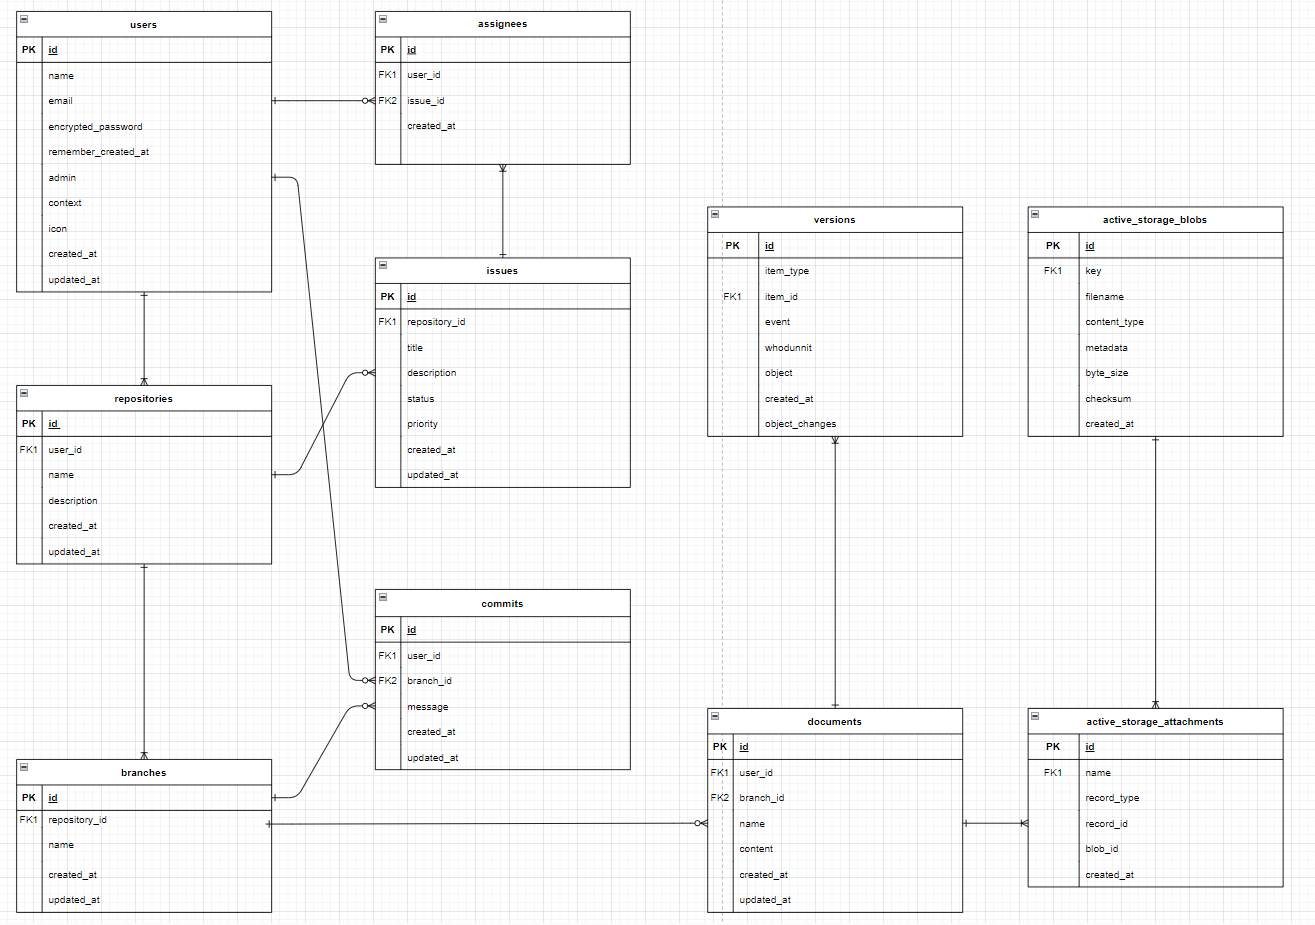 users
PK id
name
email
encrypted_password
remember_created_at
admin
context
icon
created_at
updated_at
assignees
PK id
FK1 user_id
FK2 issue_id
created_at
issues
PK id
FK1 repository_id
title
description
status
priority
created_at
updated_at
repositories
PK id
FK1 user_id
name
description
created_at
updated_at
commits
PK id
FK1 user_id
FK2 branch_id
message
created_at
updated_at
branches
PK id
FK1 repository_id
name
created_at
updated_at
versions
PK id
item_type
FK1 item_id
event
whodunnit
object
created_at
object_changes
active_storage_blobs
PK id
FK1 key
filename
content_type
metadata
byte_size
checksum
created_at
documents
PK id
FK1 user_id
FK2 branch_id
name
content
created_at
updated_at
active_storage_attachments
PK id
FK1 name
record_type
record_id
blob_id
created_at